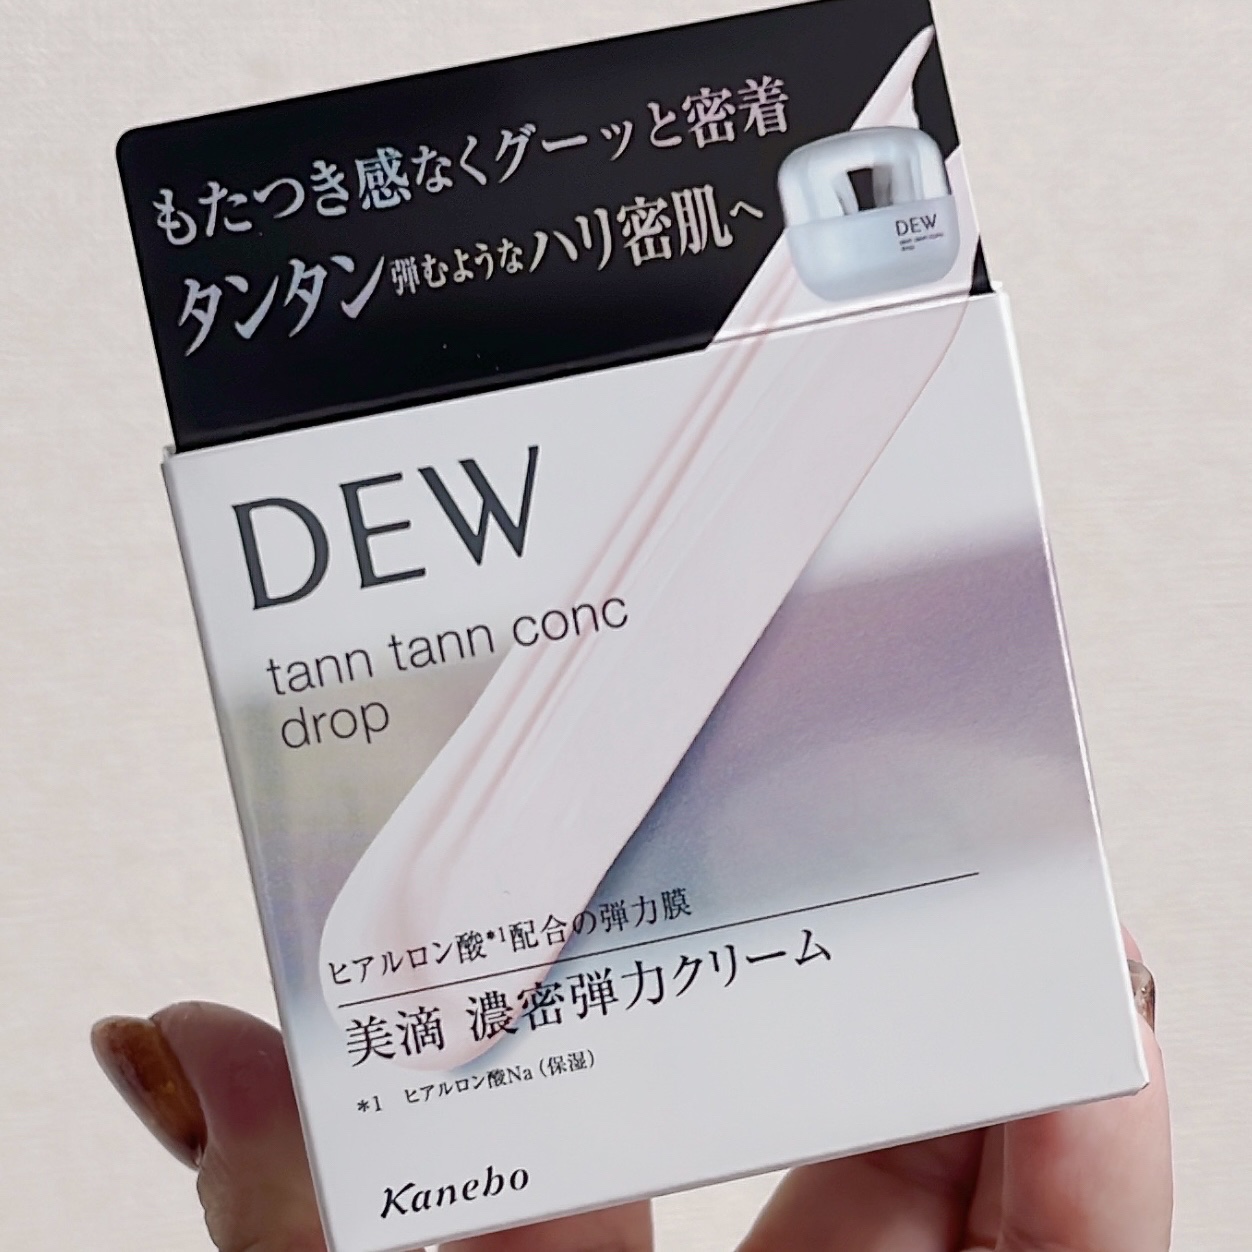 もたつき感なくグーッと密着
タンタン弾むようなハリ密肌へ
DEW
DEW
tann tann conc
drop
ヒアルロン酸*1配合の弾力膜
美滴 濃密弾力クリーム
*1 ヒアルロン酸Na（保湿）
Kanebo